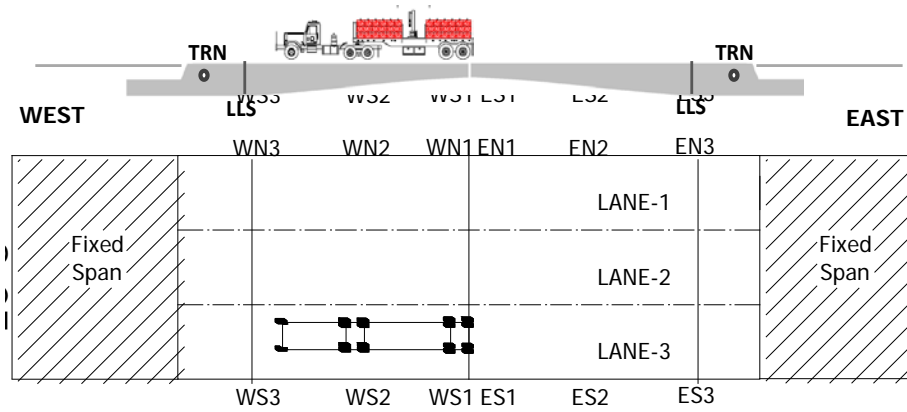 TRN TRN
WS2 WS1 ES1 ES2
LLS LLS
WEST EAST
WN3 WN2 WN1 EN1 EN2 EN3
LANE-1
Fixed Span Fixed Span
LANE-2
LANE-3
WS3 WS2 WS1 ES1 ES2 ES3